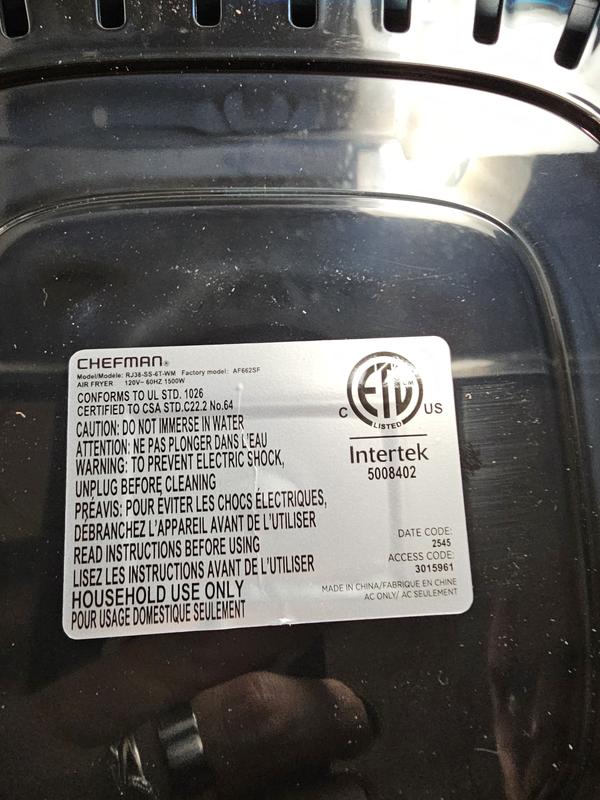 CHEFMAN®
Model/Modèle: RJ38-SS-6T-WM Factory model: AF662SF
AIR FRYER 120V~ 60HZ 1500W
CONFORMS TO UL STD. 1026
CERTIFIED TO CSA STD.C22.2 No.64
CAUTION: DO NOT IMMERSE IN WATER
ATTENTION: NE PAS PLONGER DANS L'EAU
WARNING: TO PREVENT ELECTRIC SHOCK,
UNPLUG BEFORE CLEANING
PRÉAVIS: POUR ÉVITER LES CHOCS ÉLECTRIQUES,
DÉBRANCHEZ L'APPAREIL AVANT DE L'UTILISER
READ INSTRUCTIONS BEFORE USING
LISEZ LES INSTRUCTIONS AVANT DE L'UTILISER
HOUSEHOLD USE ONLY
POUR USAGE DOMESTIQUE SEULEMENT
C ETL US
LISTED
Intertek
5008402
DATE CODE:
2545
ACCESS CODE:
3015961
MADE IN CHINA/FABRIQUE EN CHINE
AC ONLY/ AC SEULEMENT